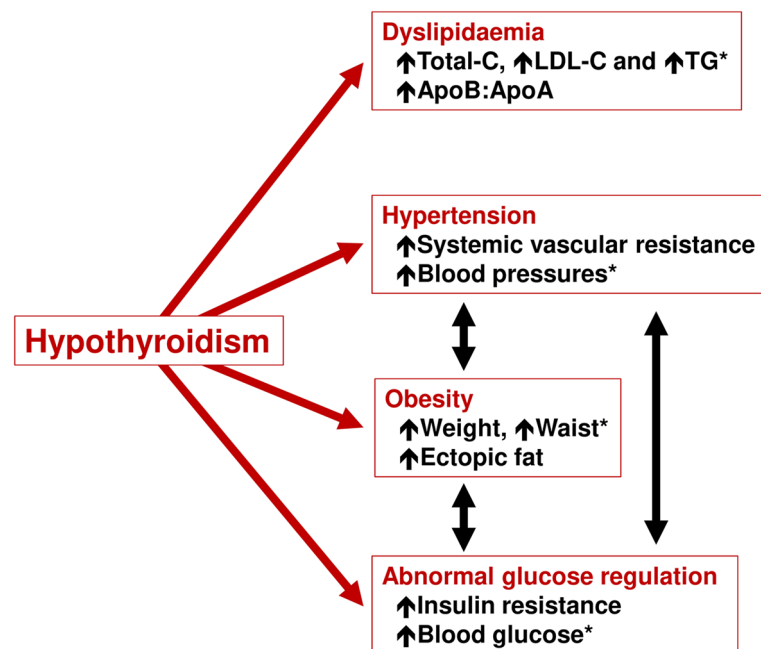 Dyslipidaemia
↑Total-C, ↑LDL-C and ↑TG*
↑ApoB:ApoA
Hypertension
↑Systemic vascular resistance
↑Blood pressures*
Hypothyroidism
Obesity
↑Weight, ↑Waist*
↑Ectopic fat
Abnormal glucose regulation
↑Insulin resistance
↑Blood glucose*